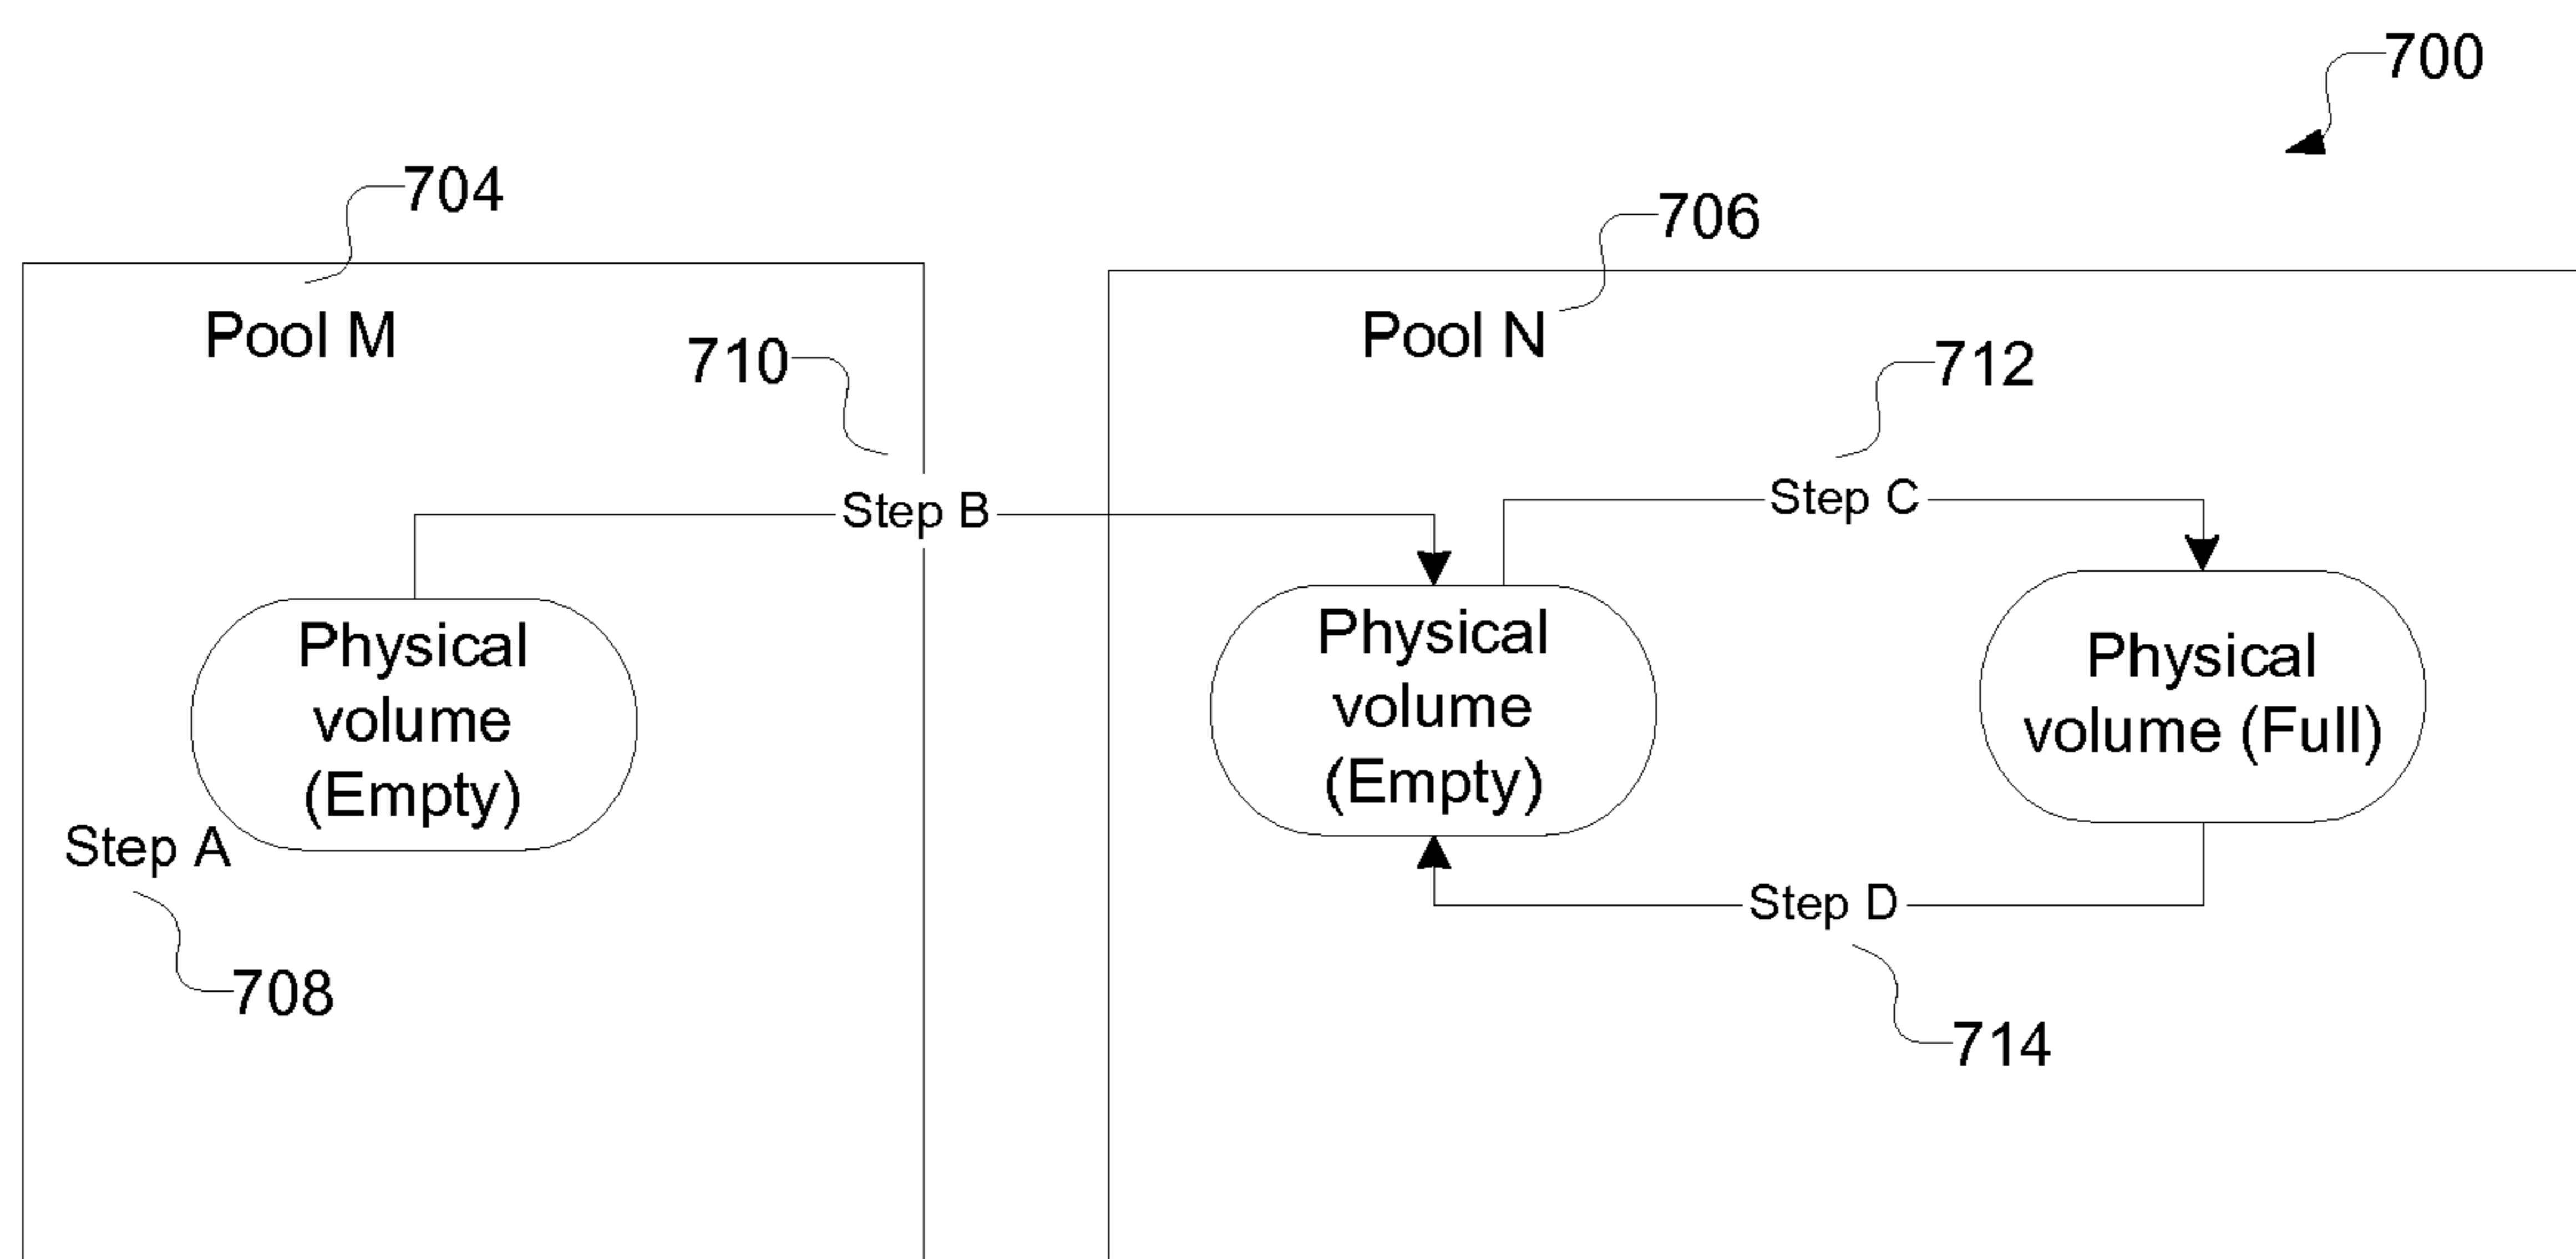 700
704
706
Pool M
Pool N
710
712
Step B
Step C
Physical
volume
(Empty)
Physical
volume
(Empty)
Physical
volume (Full)
Step A
Step D
708
714